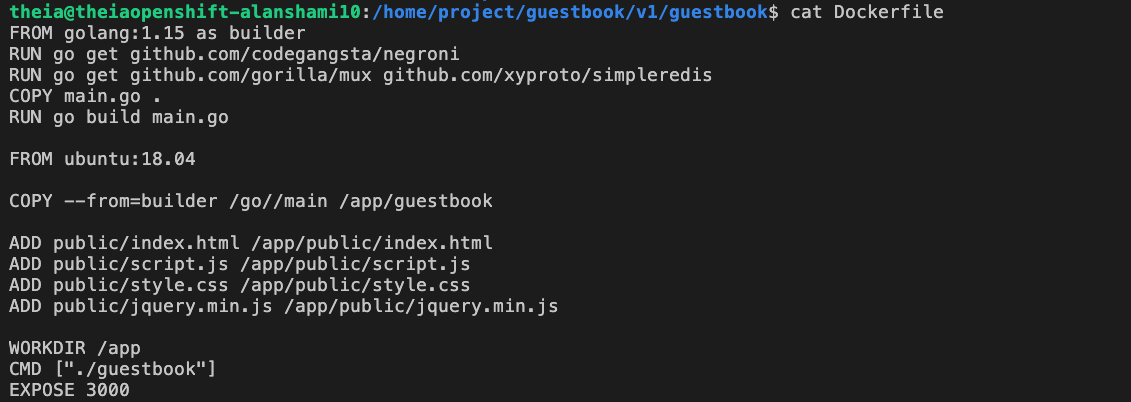 theia@theiaopenshift-alanshami10:/home/project/guestbook/v1/guestbook$ cat Dockerfile
FROM golang:1.15 as builder
RUN go get github.com/codegangsta/negroni
RUN go get github.com/gorilla/mux github.com/xyproto/simpleredis
COPY main.go .
RUN go build main.go
FROM ubuntu:18.04
COPY --from=builder /go//main /app/guestbook
ADD public/index.html /app/public/index.html
ADD public/script.js /app/public/script.js
ADD public/style.css /app/public/style.css
ADD public/jquery.min.js /app/public/jquery.min.js
WORKDIR /app
CMD ["./guestbook"]
EXPOSE 3000